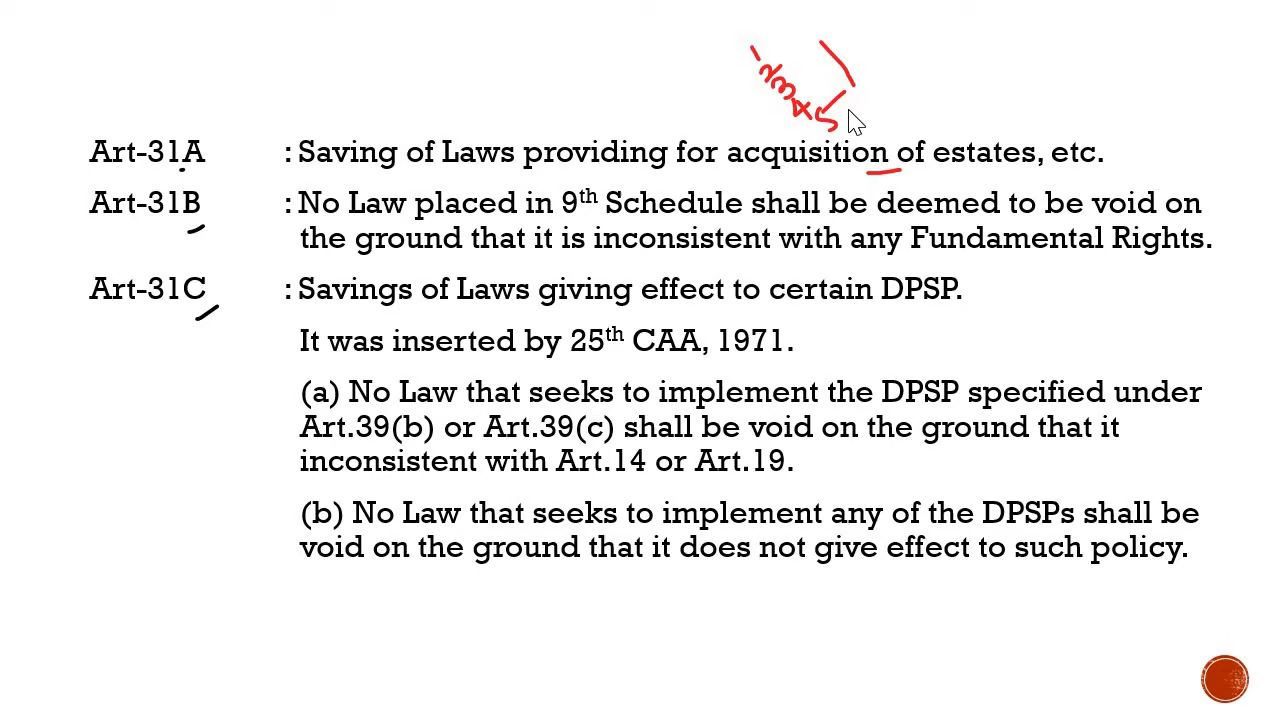 1
2
3
4
5
Art-31A : Saving of Laws providing for acquisition of estates, etc.
Art-31B : No Law placed in 9th Schedule shall be deemed to be void on
the ground that it is inconsistent with any Fundamental Rights.
Art-31C : Savings of Laws giving effect to certain DPSP.
It was inserted by 25th CAA, 1971.
(a) No Law that seeks to implement the DPSP specified under
Art.39(b) or Art.39(c) shall be void on the ground that it
inconsistent with Art.14 or Art.19.
(b) No Law that seeks to implement any of the DPSPs shall be
void on the ground that it does not give effect to such policy.